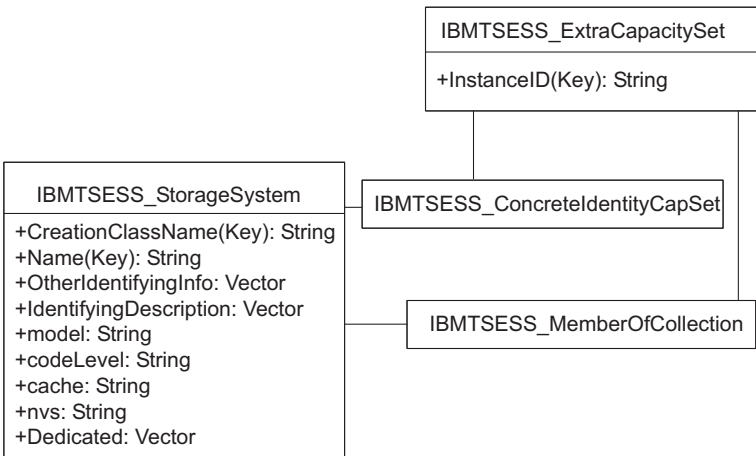 IBMTSESS_ExtraCapacitySet
+InstanceID(Key): String
IBMTSESS_StorageSystem
+CreationClassName(Key): String
+Name(Key): String
+OtherIdentifyingInfo: Vector
+IdentifyingDescription: Vector
+model: String
+codeLevel: String
+cache: String
+nvs: String
+Dedicated: Vector
IBMTSESS_ConcreteIdentityCapSet
IBMTSESS_MemberOfCollection